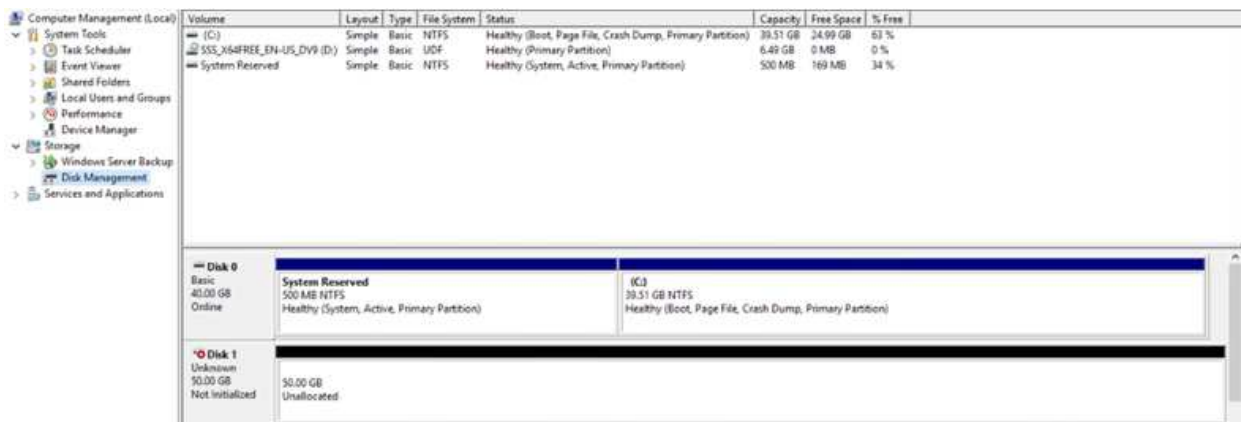 Computer Management (Local)
System Tools
Task Scheduler
Event Viewer
Shared Folders
Local Users and Groups
Performance
Device Manager
Storage
Windows Server Backup
Disk Management
Services and Applications
Volume Layout Type File System Status Capacity Free Space % Free
(C:) Simple Basic NTFS Healthy (Boot, Page File, Crash Dump, Primary Partition) 39.51 GB 24.99 GB 63 %
SSS_X64FREE_EN-US_DV9 (D:) Simple Basic UDF Healthy (Primary Partition) 6.49 GB 0 MB 0 %
System Reserved Simple Basic NTFS Healthy (System, Active, Primary Partition) 500 MB 169 MB 34 %
Disk 0
Basic
40.00 GB
Online
System Reserved
500 MB NTFS
Healthy (System, Active, Primary Partition)
(C:)
39.51 GB NTFS
Healthy (Boot, Page File, Crash Dump, Primary Partition)
Disk 1
Unknown
50.00 GB
Not Initialized
50.00 GB
Unallocated